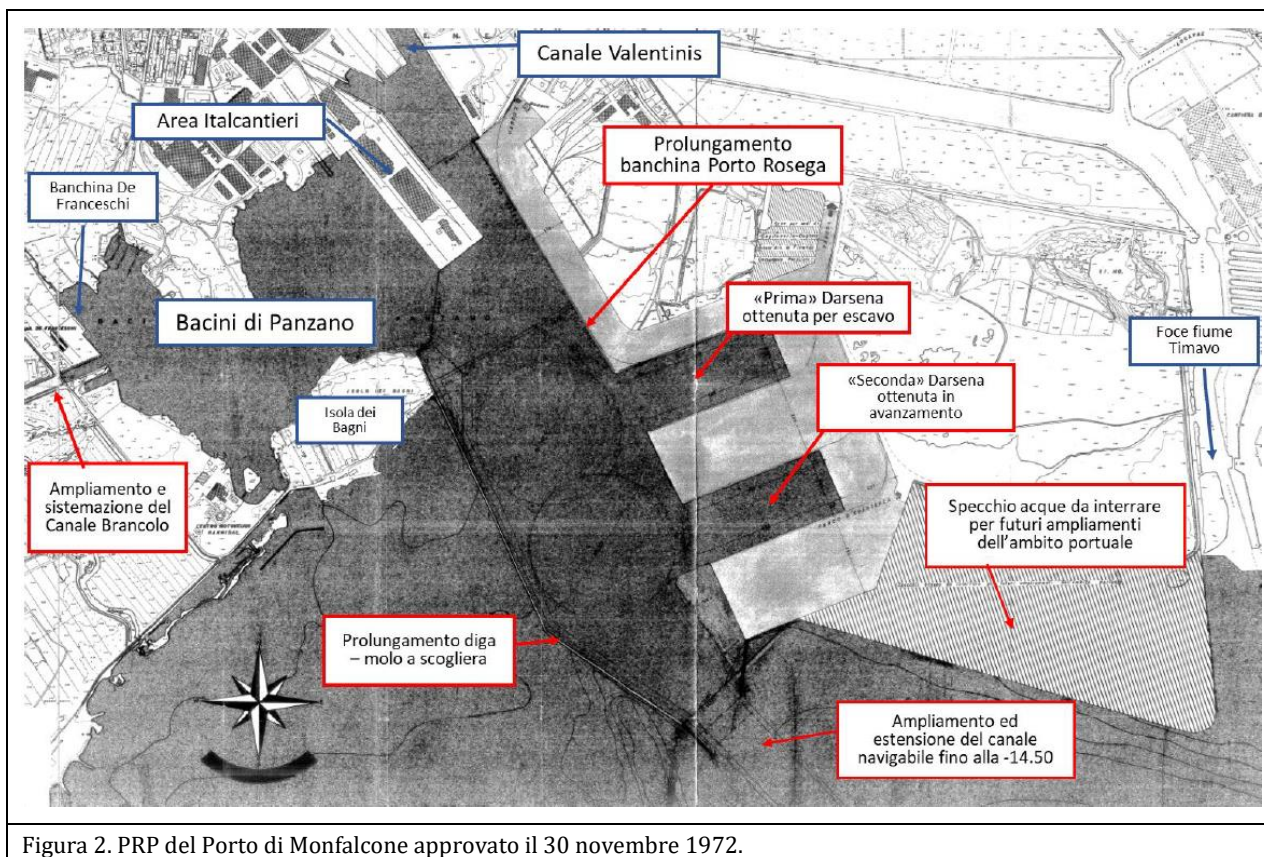 Canale Valentinis
Area Italcantieri
Prolungamento
banchina Porto Rosega
Banchina De
Franceschi
«Prima» Darsena
ottenuta per escavo
Bacini di Panzano
Foce fiume
Timavo
«Seconda» Darsena
ottenuta in
avanzamento
Isola dei
Bagni
Ampliamento e
sistemazione del
Canale Brancolo
Specchio acque da interrare
per futuri ampliamenti
dell’ambito portuale
Prolungamento diga
– molo a scogliera
Ampliamento ed
estensione del canale
navigabile fino alla -14.50
Figura 2. PRP del Porto di Monfalcone approvato il 30 novembre 1972.